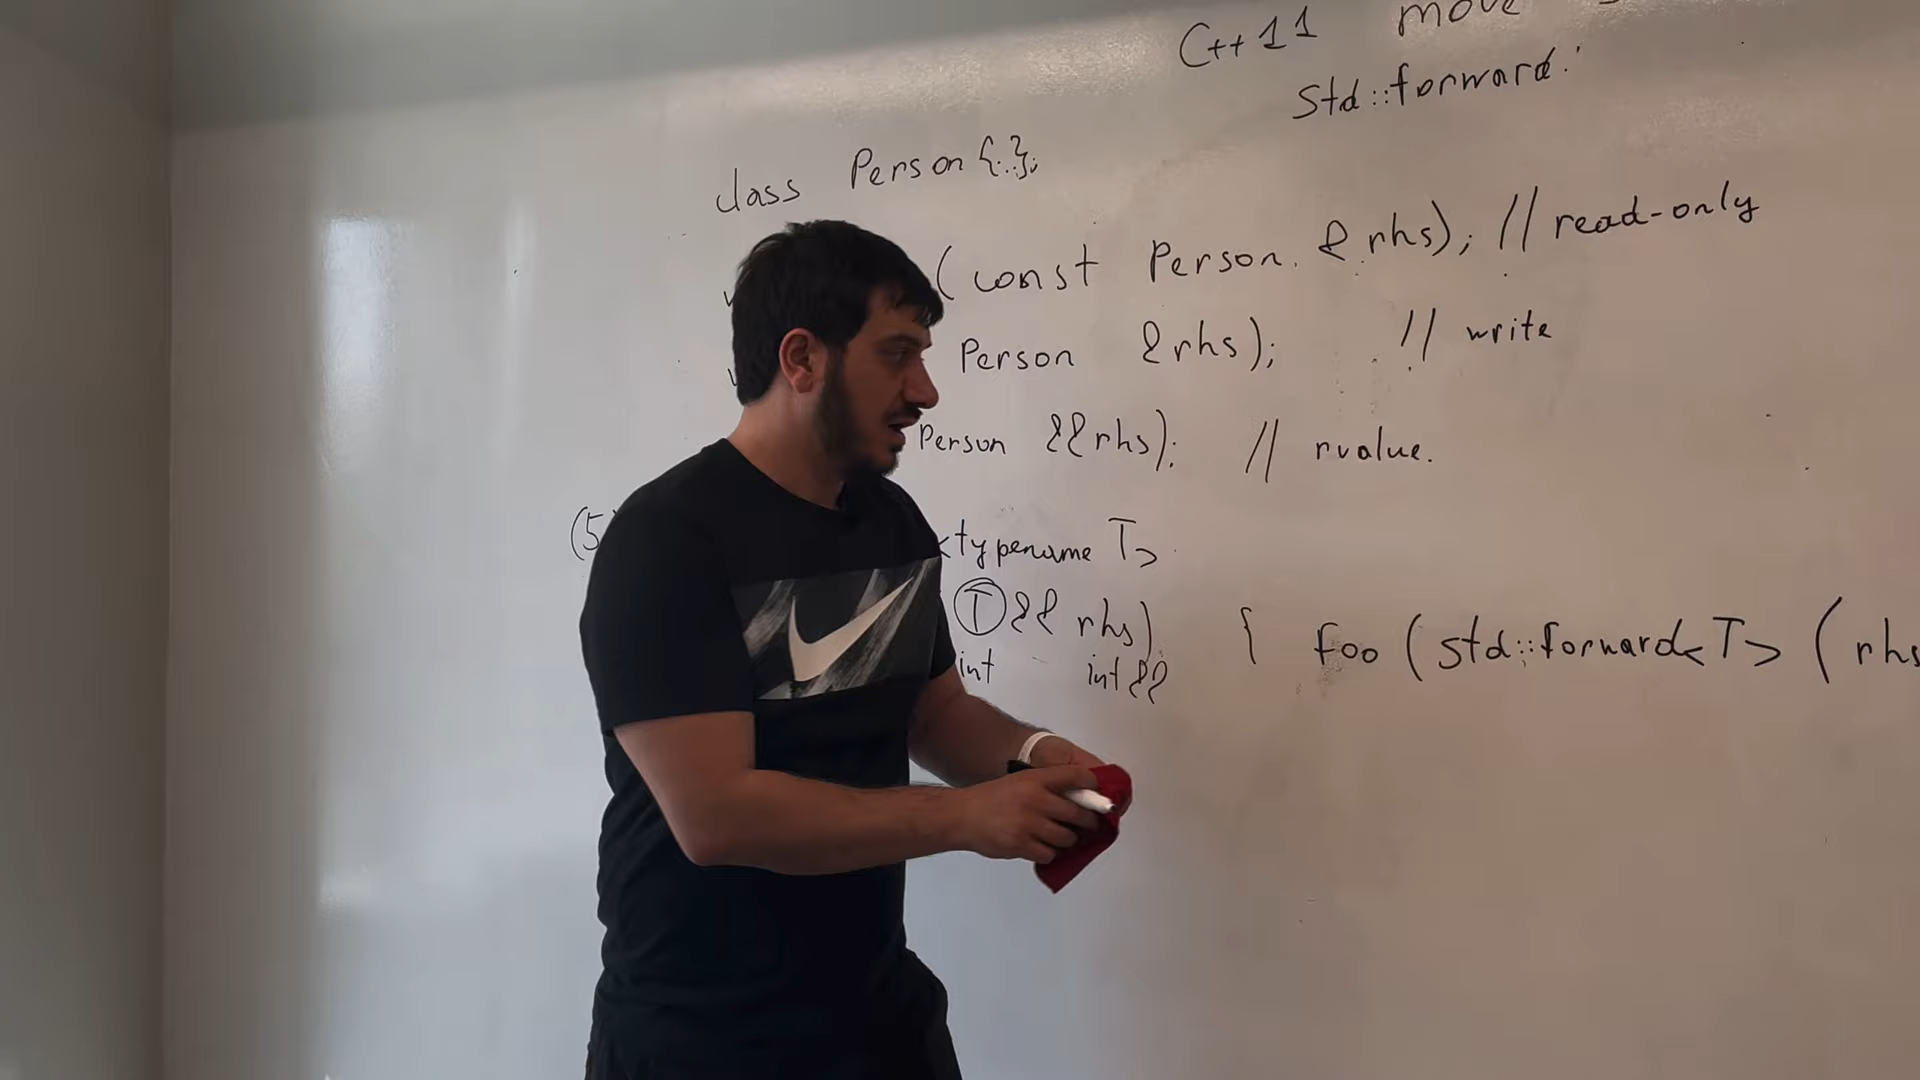 C++11 move
std::forward.
class Person{..};
(const Person & rhs); // read-only
Person & rhs); // write
Person && rhs); // rvalue.
(5) <typename T>
T && rhs) { foo (std::forward<T> (rhs
int int &&